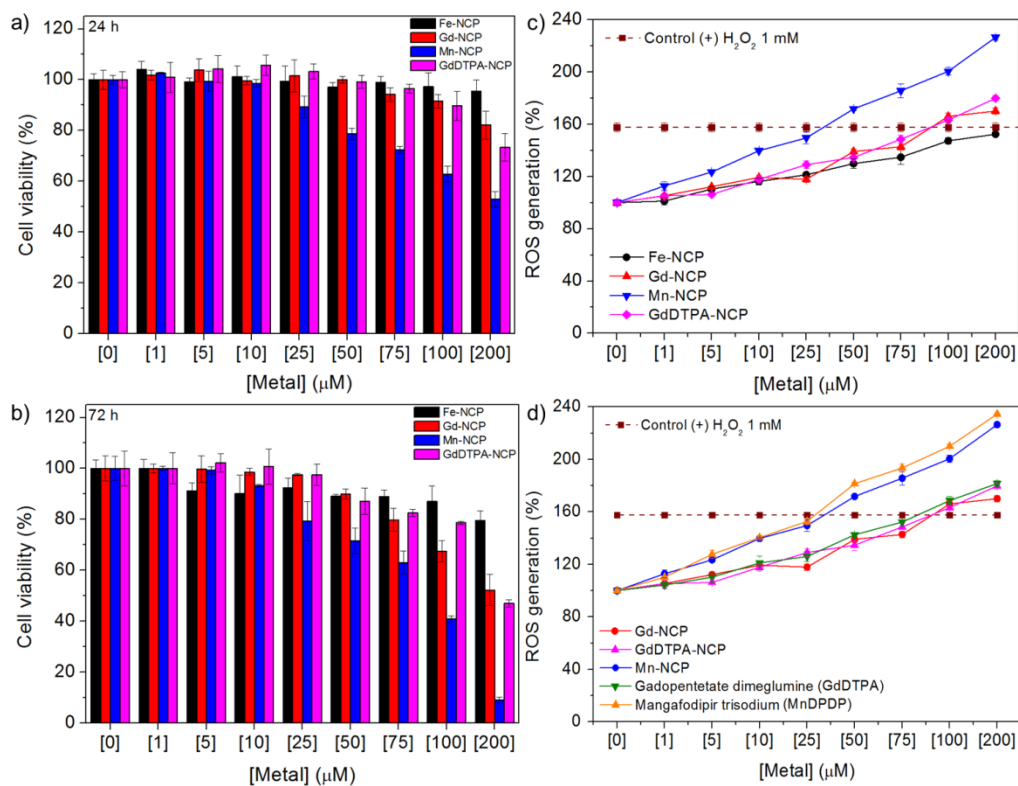 a)
24 h
Fe-NCP
Gd-NCP
Mn-NCP
GdDTPA-NCP
120
100
80
60
40
20
0
Cell viability (%)
[0] [1] [5] [10] [25] [50] [75] [100] [200]
[Metal] (μM)
b)
72 h
Fe-NCP
Gd-NCP
Mn-NCP
GdDTPA-NCP
120
100
80
60
40
20
0
Cell viability (%)
[0] [1] [5] [10] [25] [50] [75] [100] [200]
[Metal] (μM)
c)
Control (+) H₂O₂ 1 mM
240
200
160
120
80
40
0
ROS generation (%)
Fe-NCP
Gd-NCP
Mn-NCP
GdDTPA-NCP
[0] [1] [5] [10] [25] [50] [75] [100] [200]
[Metal] (μM)
d)
Control (+) H₂O₂ 1 mM
240
200
160
120
80
40
0
ROS generation (%)
Gd-NCP
GdDTPA-NCP
Mn-NCP
Gadopentetate dimeglumine (GdDTPA)
Mangafodipir trisodium (MnDPDP)
[0] [1] [5] [10] [25] [50] [75] [100] [200]
[Metal] (μM)